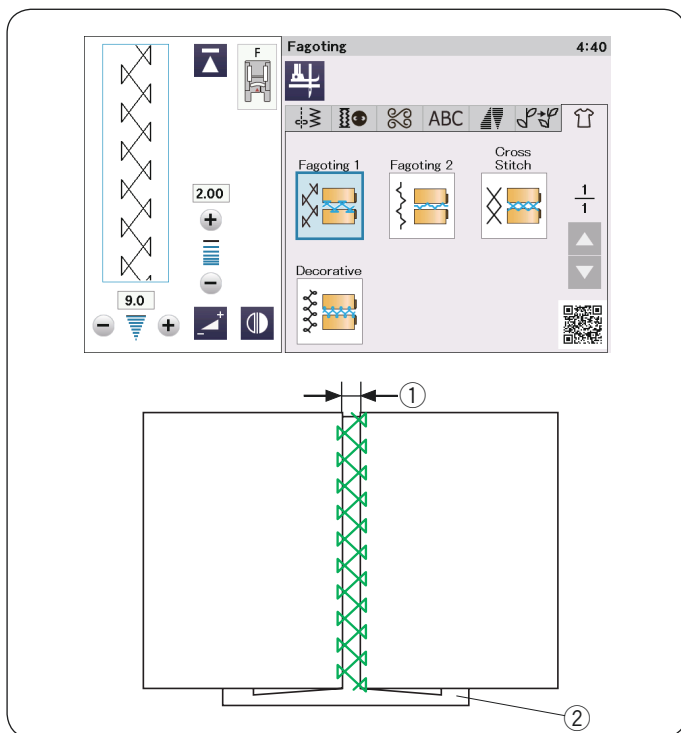 F
Fagoting
4:40
ABC
2.00
Fagoting 1
Fagoting 2
Cross
Stitch
1
1
Decorative
9.0
①
②